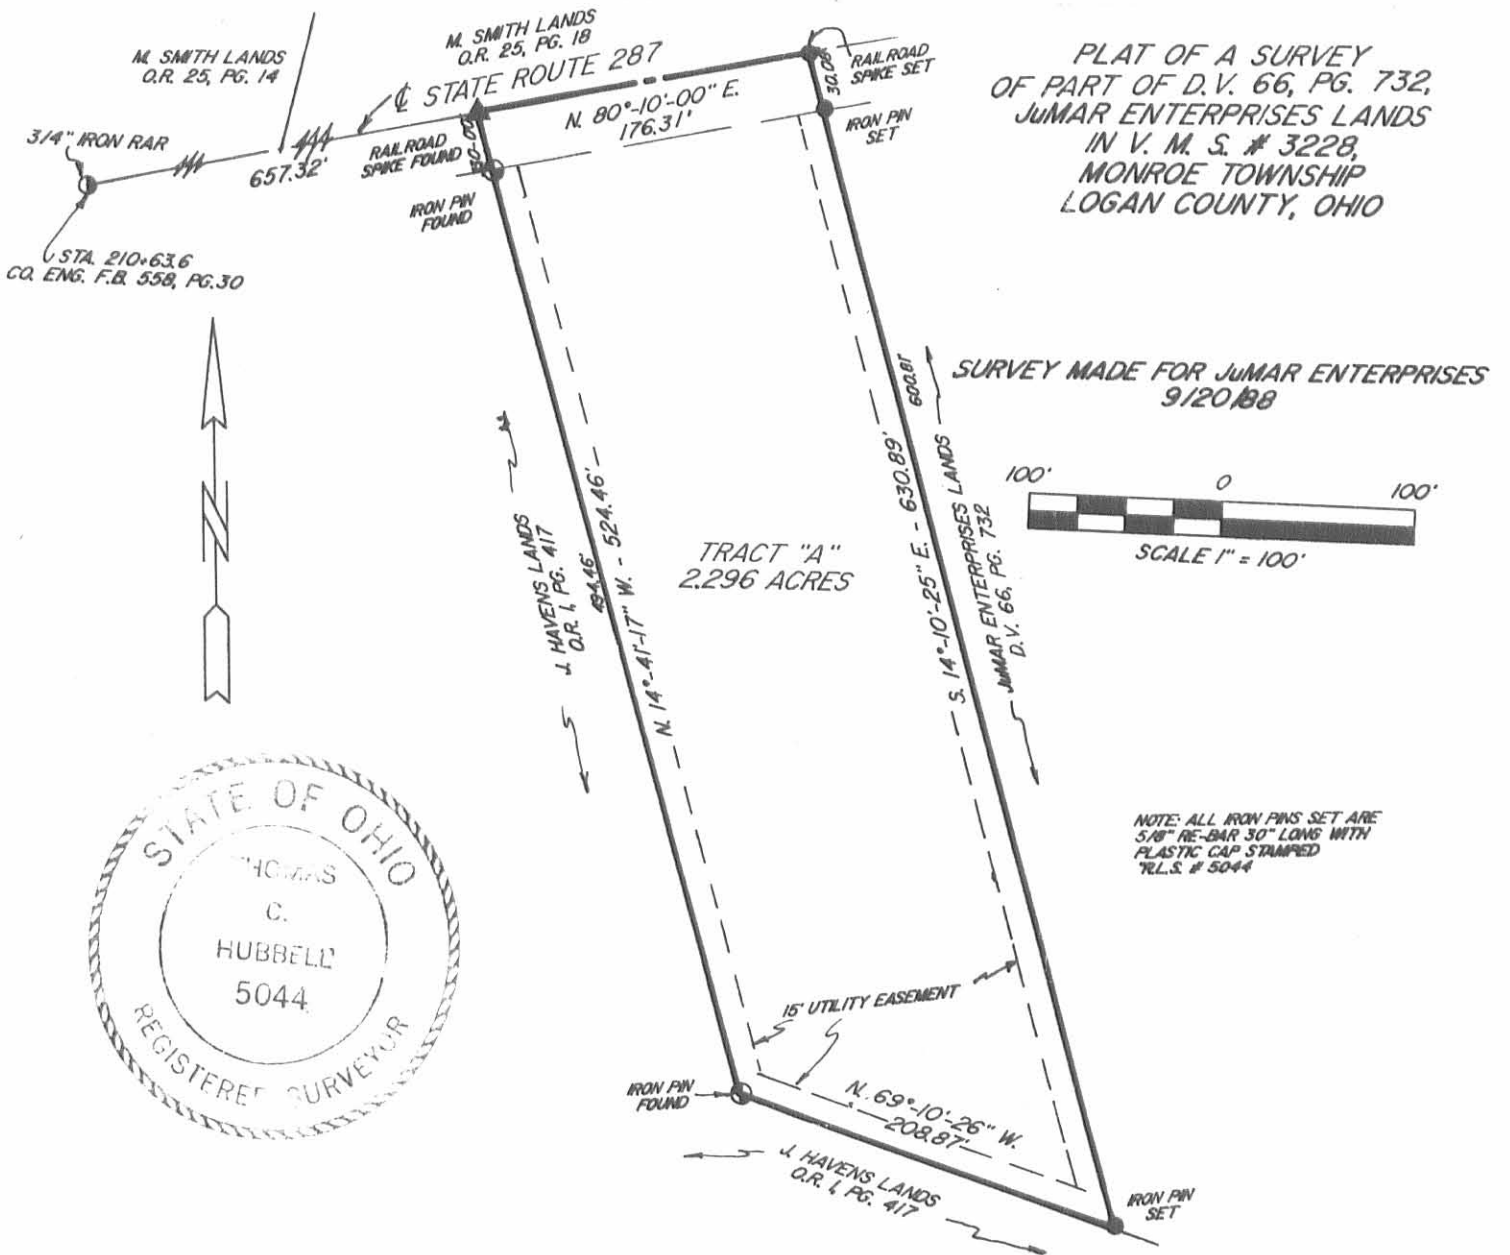 M. SMITH LANDS
O.R. 25, PG. 14
M. SMITH LANDS
O.R. 25, PG. 18
℄ STATE ROUTE 287
N. 80°-10'-00" E.
176.31'
30.08
RAILROAD
SPIKE SET
IRON PIN
SET
3/4" IRON RAR
657.32'
RAILROAD
SPIKE FOUND
IRON PIN
FOUND
STA. 210+63.6
CO. ENG. F.B. 558, PG.30
PLAT OF A SURVEY
OF PART OF D.V. 66, PG. 732,
JuMAR ENTERPRISES LANDS
IN V. M. S. # 3228,
MONROE TOWNSHIP
LOGAN COUNTY, OHIO
SURVEY MADE FOR JuMAR ENTERPRISES
9/20/88
100' 0 100'
SCALE 1" = 100'
N
J. HAVENS LANDS
O.R. 1, PG. 417
494.46'
N. 14°-41'-17" W. - 524.46'
TRACT "A"
2.296 ACRES
600.81'
S. 14°-10'-25" E. - 630.89'
JuMAR ENTERPRISES LANDS
D.V. 66, PG. 732
NOTE: ALL IRON PINS SET ARE
5/8" RE-BAR 30" LONG WITH
PLASTIC CAP STAMPED
"R.L.S. # 5044
STATE OF OHIO
THOMAS
C.
HUBBELL
5044
REGISTERED SURVEYOR
15' UTILITY EASEMENT
IRON PIN
FOUND
N. 69°-10'-26" W.
208.87'
J. HAVENS LANDS
O.R. 1, PG. 417
IRON PIN
SET